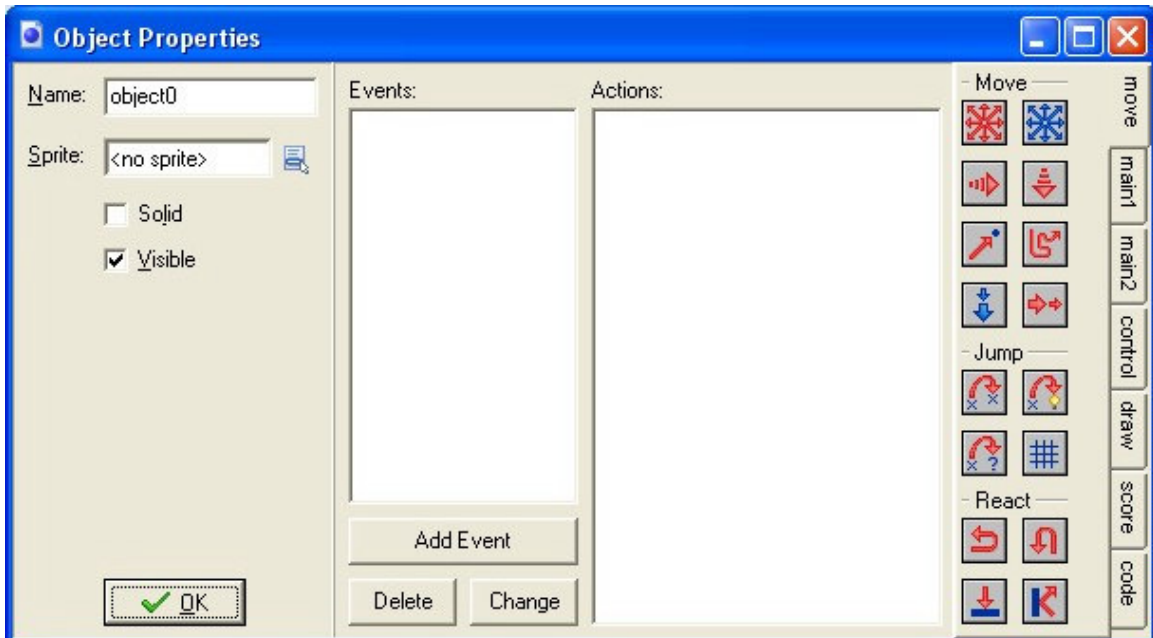 Object Properties
Name: object0
Sprite: <no sprite>
Solid
Visible
OK
Events:
Add Event
Delete Change
Actions:
Move
Jump
React
move
main1
main2
control
draw
score
code